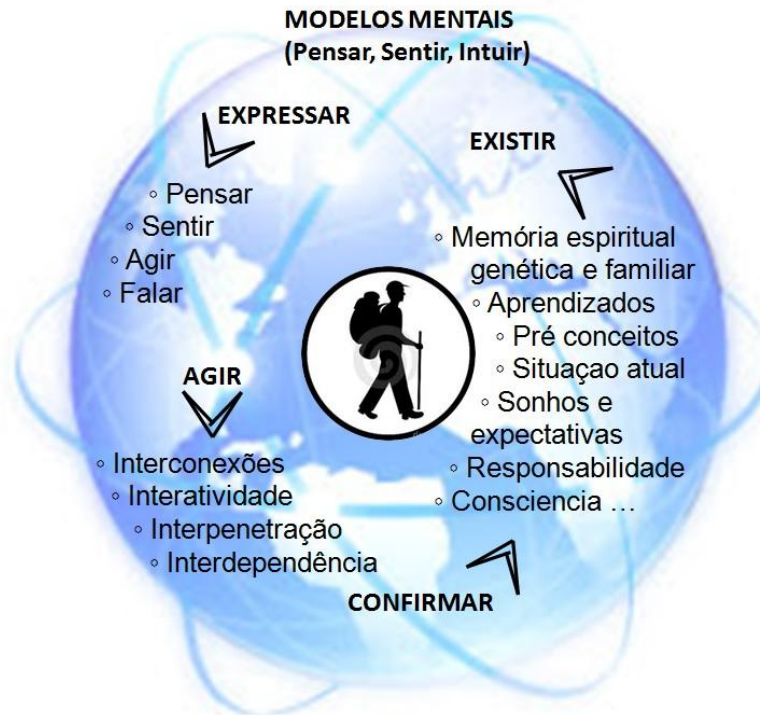 MODELOS MENTAIS
(Pensar, Sentir, Intuir)
EXPRESSAR
◦ Pensar
◦ Sentir
◦ Agir
◦ Falar
AGIR
◦ Interconexões
◦ Interatividade
◦ Interpenetração
◦ Interdependência
EXISTIR
◦ Memória espiritual
genética e familiar
◦ Aprendizados
◦ Pré conceitos
◦ Situaçao atual
◦ Sonhos e
expectativas
◦ Responsabilidade
◦ Consciencia ...
CONFIRMAR